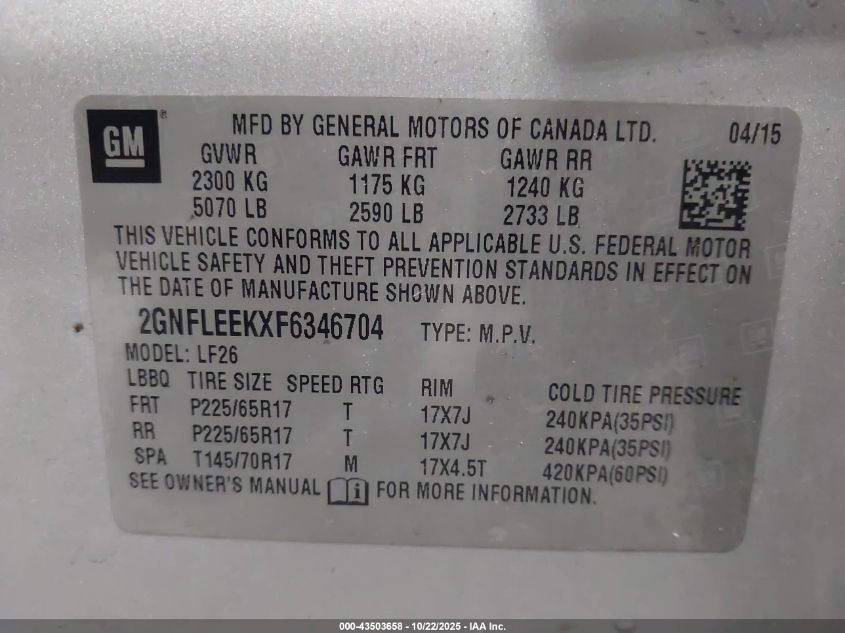 GM ®
MFD BY GENERAL MOTORS OF CANADA LTD. 04/15
GVWR GAWR FRT GAWR RR
2300 KG 1175 KG 1240 KG
5070 LB 2590 LB 2733 LB
THIS VEHICLE CONFORMS TO ALL APPLICABLE U.S. FEDERAL MOTOR
VEHICLE SAFETY AND THEFT PREVENTION STANDARDS IN EFFECT ON
THE DATE OF MANUFACTURE SHOWN ABOVE.
2GNFLEEKXF6346704 TYPE: M.P.V.
MODEL: LF26
LBBQ TIRE SIZE SPEED RTG RIM COLD TIRE PRESSURE
FRT P225/65R17 T 17X7J 240KPA(35PSI)
RR P225/65R17 T 17X7J 240KPA(35PSI)
SPA T145/70R17 M 17X4.5T 420KPA(60PSI)
SEE OWNER'S MANUAL i FOR MORE INFORMATION.
000-43503658 - 10/22/2025 - IAA Inc.